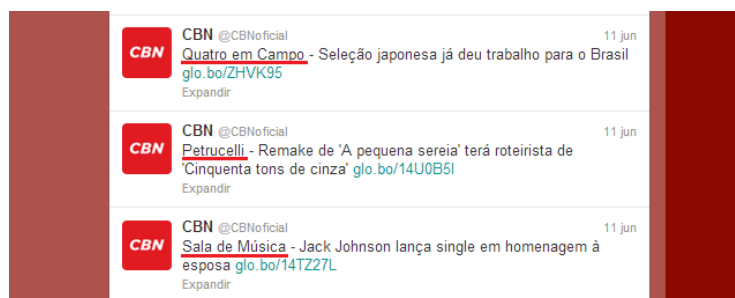 CBN @CBNoficial 11 jun
CBN Quatro em Campo - Seleção japonesa já deu trabalho para o Brasil
glo.bo/ZHVK95
Expandir
CBN @CBNoficial 11 jun
CBN Petrucelli - Remake de 'A pequena sereia' terá roteirista de
'Cinquenta tons de cinza' glo.bo/14U0B5I
Expandir
CBN @CBNoficial 11 jun
CBN Sala de Música - Jack Johnson lança single em homenagem à
esposa glo.bo/14TZ27L
Expandir